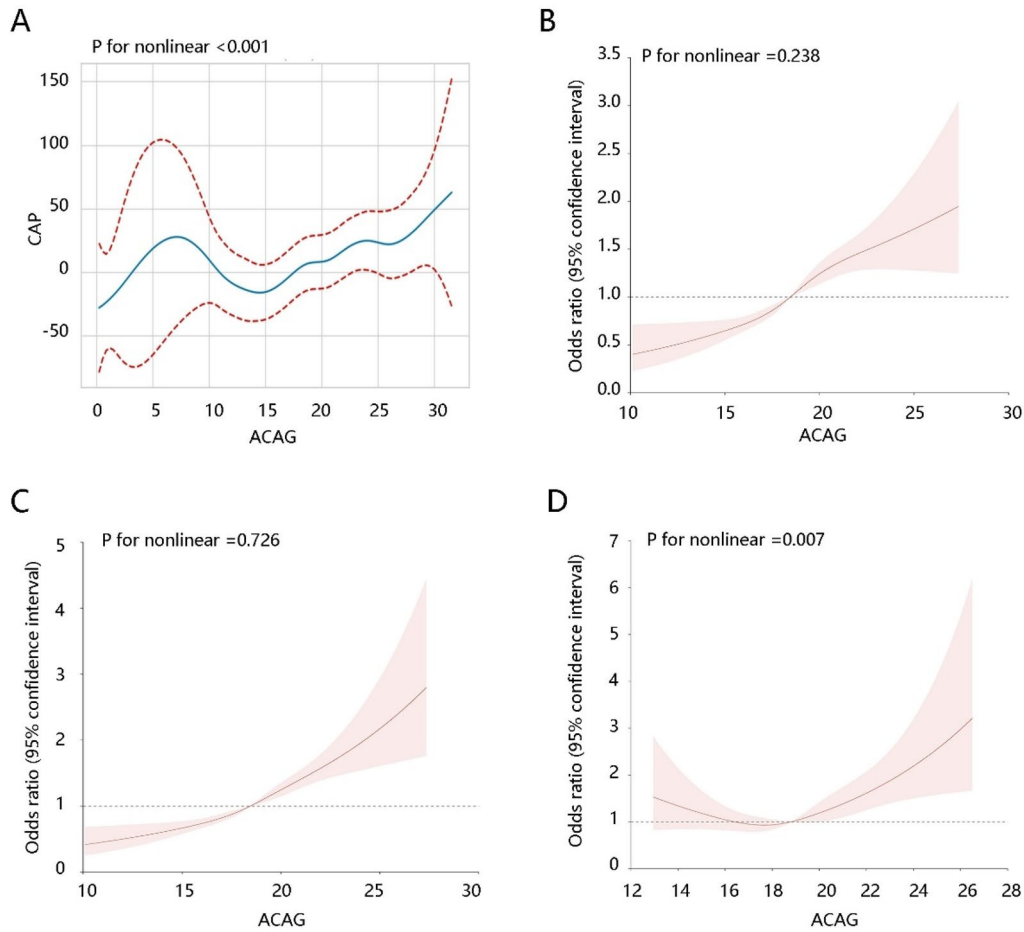 A
P for nonlinear <0.001
CAP
150
100
50
0
-50
0 5 10 15 20 25 30
ACAG
B
P for nonlinear =0.238
Odds ratio (95% confidence interval)
3.5
3.0
2.5
2.0
1.5
1.0
0.5
0.0
10 15 20 25 30
ACAG
C
P for nonlinear =0.726
Odds ratio (95% confidence interval)
5
4
3
2
1
0
10 15 20 25 30
ACAG
D
P for nonlinear =0.007
Odds ratio (95% confidence interval)
7
6
5
4
3
2
1
0
12 14 16 18 20 22 24 26 28
ACAG